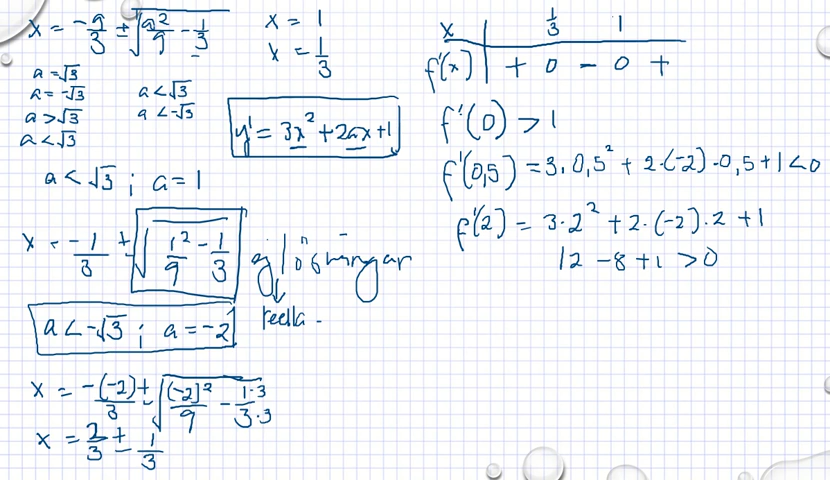 x = -a/3 ± √(a²/9 - 1/3)
a = √3
a = -√3
a > √3
a < √3
a < √3
a < -√3
a < √3 ; a = 1
x = -1/3 ± √(1²/9 - 1/3) ej lösningar
reella.
a < -√3 ; a = -2
x = -(-2)/3 ± √((-2)²/9 - 1·3/3·3)
x = 2/3 ± 1/3
x = 1
x = 1/3
y' = 3x² + 2ax + 1
x | 1/3 1
f'(x) | + 0 - 0 +
f'(0) > 1
f'(0,5) = 3·0,5² + 2·(-2)·0,5 + 1 < 0
f'(2) = 3·2² + 2·(-2)·2 + 1
12 - 8 + 1 > 0